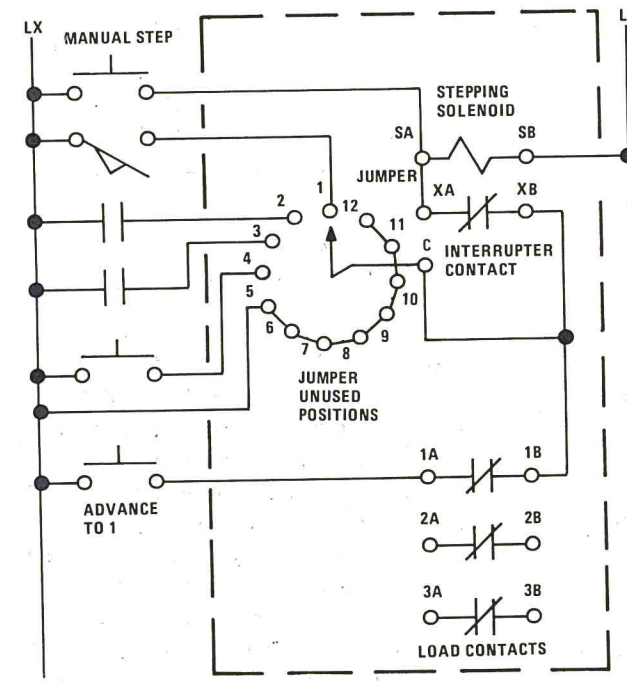 LX
L
MANUAL STEP
STEPPING
SOLENOID
SA
SB
JUMPER
XA
XB
1
12
2
11
3
C
INTERRUPTER
CONTACT
4
10
5
9
6
7
8
JUMPER
UNUSED
POSITIONS
1A
1B
ADVANCE
TO 1
2A
2B
3A
3B
LOAD CONTACTS